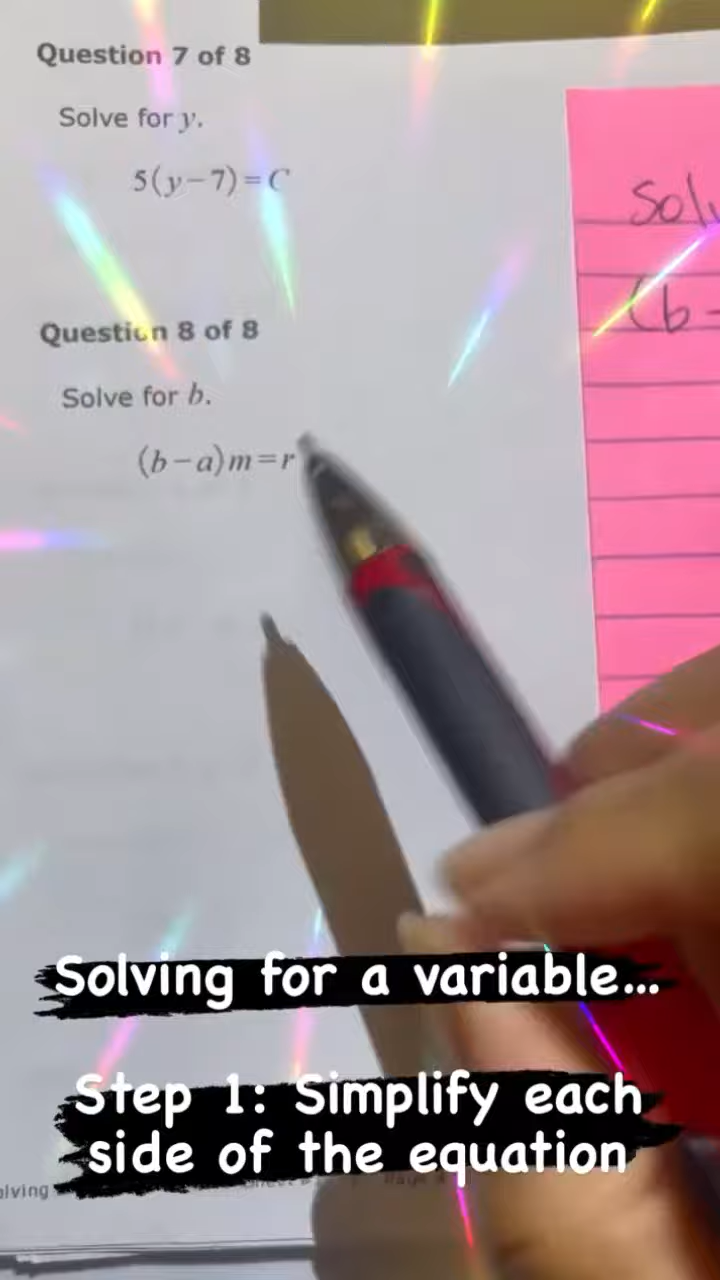 Question 7 of 8
Solve for y.
5(y-7)=C
Question 8 of 8
Solve for b.
(b-a)m=r
(b-
Solving for a variable...
Step 1: Simplify each
side of the equation